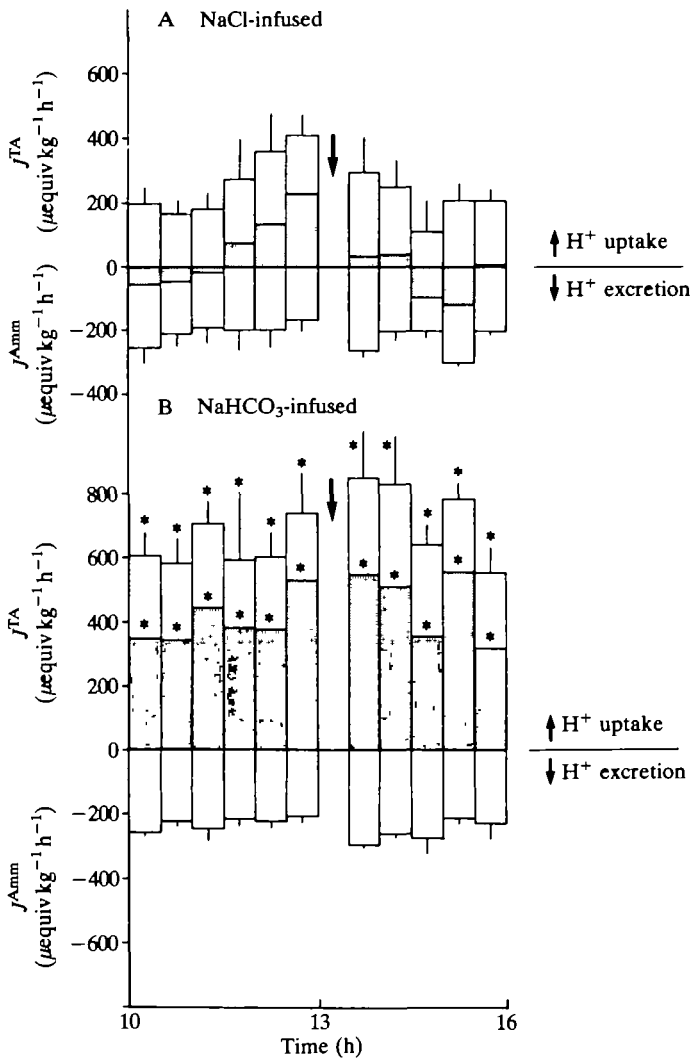 A NaCl-infused
600
400
200
0
−200
−400
J^TA
(μequiv kg⁻¹ h⁻¹)
J^Amm
(μequiv kg⁻¹ h⁻¹)
H⁺ uptake
H⁺ excretion
B NaHCO₃-infused
800
600
400
200
0
−200
−400
−600
J^TA
(μequiv kg⁻¹ h⁻¹)
J^Amm
(μequiv kg⁻¹ h⁻¹)
H⁺ uptake
H⁺ excretion
10
13
16
Time (h)